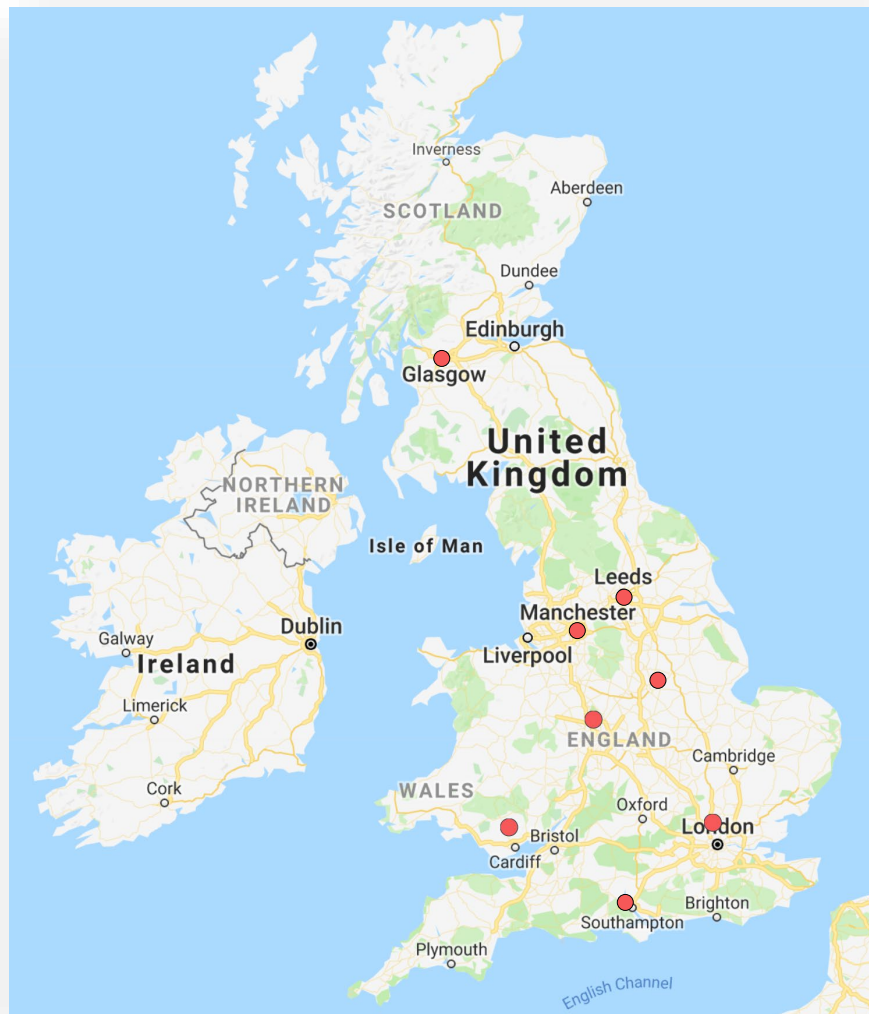 Inverness
Aberdeen
SCOTLAND
Dundee
Edinburgh
Glasgow
United
Kingdom
NORTHERN
IRELAND
Isle of Man
Leeds
Manchester
Dublin
Galway
Liverpool
Ireland
Limerick
ENGLAND
Cambridge
WALES
Cork
Oxford
London
Bristol
Cardiff
Brighton
Southampton
Plymouth
English Channel